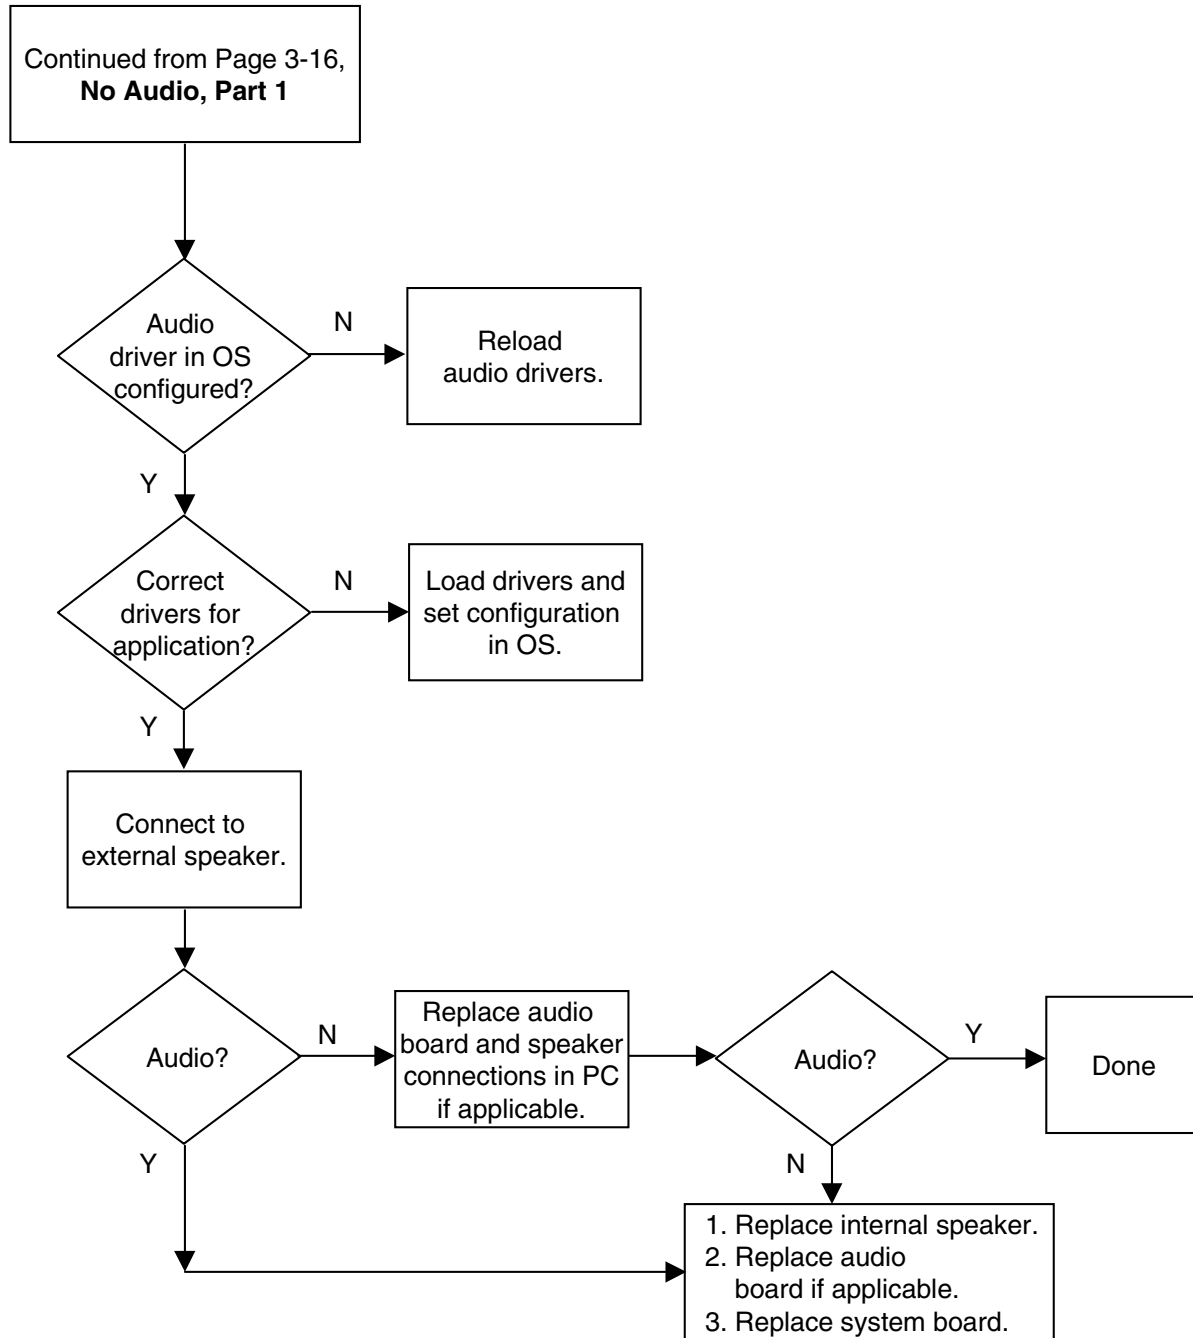 Continued from Page 3-16,
No Audio, Part 1
Audio
driver in OS
configured?
N
Reload
audio drivers.
Y
Correct
drivers for
application?
N
Load drivers and
set configuration
in OS.
Y
Connect to
external speaker.
Audio?
N
Replace audio
board and speaker
connections in PC
if applicable.
Audio?
Y
Done
Y
N
1. Replace internal speaker.
2. Replace audio
board if applicable.
3. Replace system board.